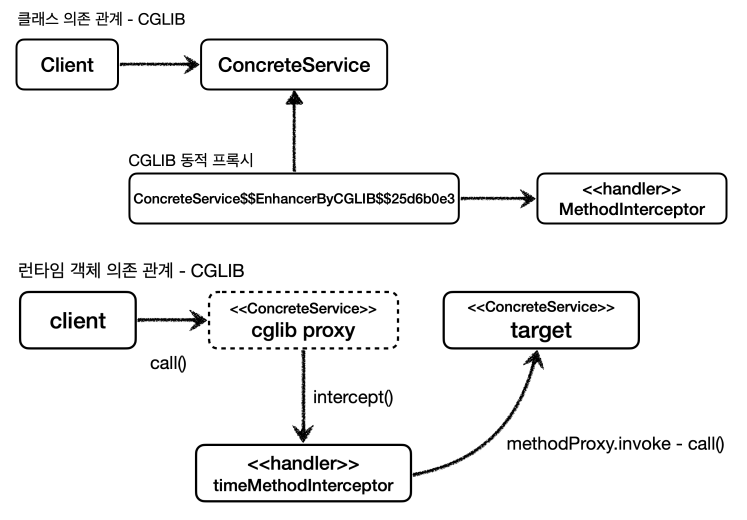 클래스 의존 관계 - CGLIB
Client
ConcreteService
CGLIB 동적 프록시
ConcreteService$$EnhancerByCGLIB$$25d6b0e3
<<handler>>
MethodInterceptor
런타임 객체 의존 관계 - CGLIB
client
call()
<<ConcreteService>>
cglib proxy
<<ConcreteService>>
target
intercept()
<<handler>>
timeMethodInterceptor
methodProxy.invoke - call()